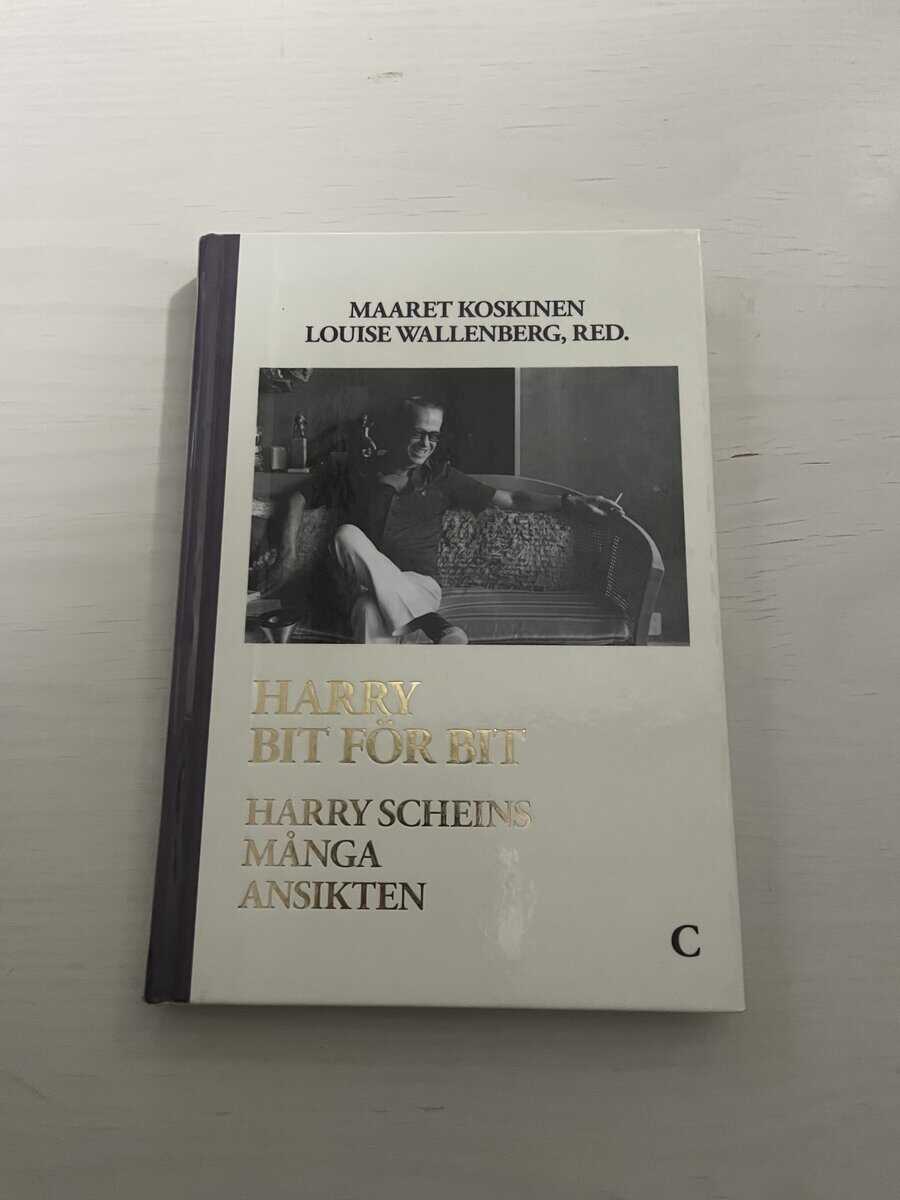 MAARET KOSKINEN
LOUISE WALLENBERG, RED.
HARRY
BIT FÖR BIT
HARRY SCHEINS
MÅNGA
ANSIKTEN
C